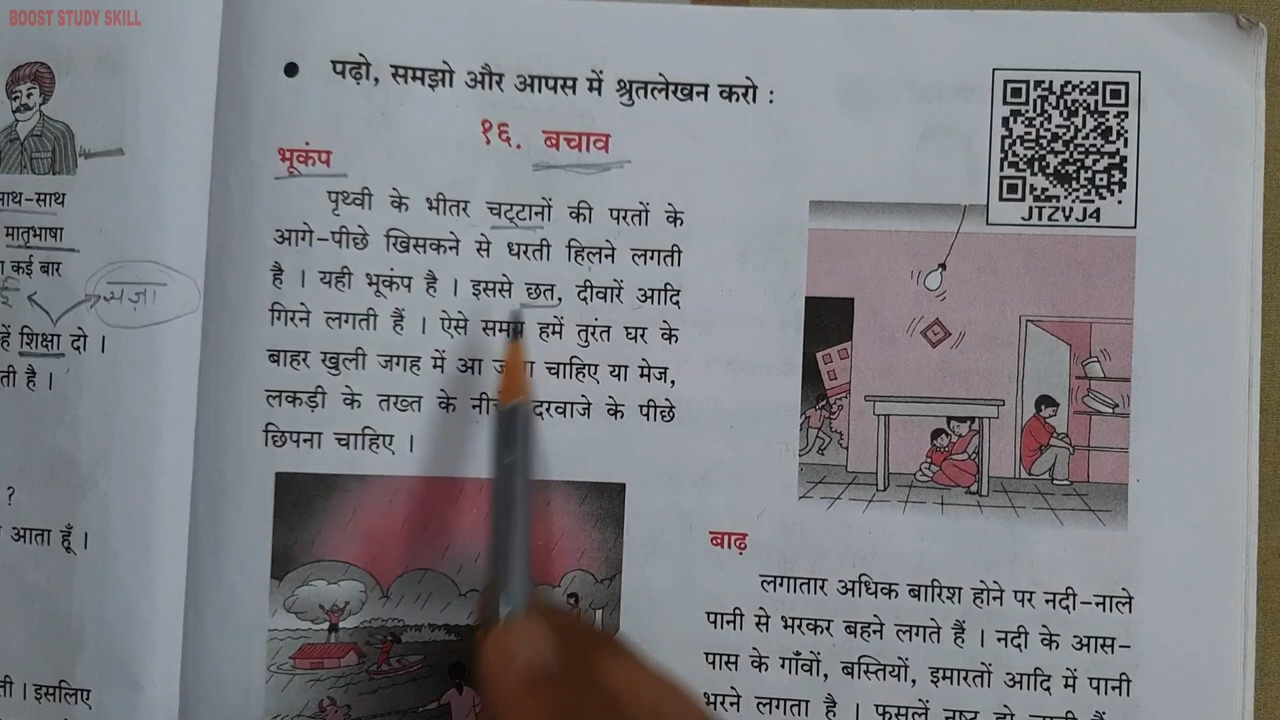 BOOST STUDY SKILL
● पढ़ो, समझो और आपस में श्रुतलेखन करो :
JTZVJ4
१६. बचाव
भूकंप
पृथ्वी के भीतर चट्टानों की परतों के
आगे-पीछे खिसकने से धरती हिलने लगती
है । यही भूकंप है । इससे छत, दीवारें आदि
गिरने लगती हैं । ऐसे समय हमें तुरंत घर के
बाहर खुली जगह में आ चाहिए या मेज,
लकड़ी के तख्त के दरवाजे के पीछे
छिपना चाहिए ।
बाढ़
लगातार अधिक बारिश होने पर नदी-नाले
पानी से भरकर बहने लगते हैं । नदी के आस-
पास के गाँवों, बस्तियों, इमारतों आदि में पानी
भरने लगता है । फसलें नष्ट हो
साथ-साथ
मातृभाषा
कई बार
सज़ा
शिक्षा दो ।
ती है ।
?
आता हूँ ।
ती । इसलिए